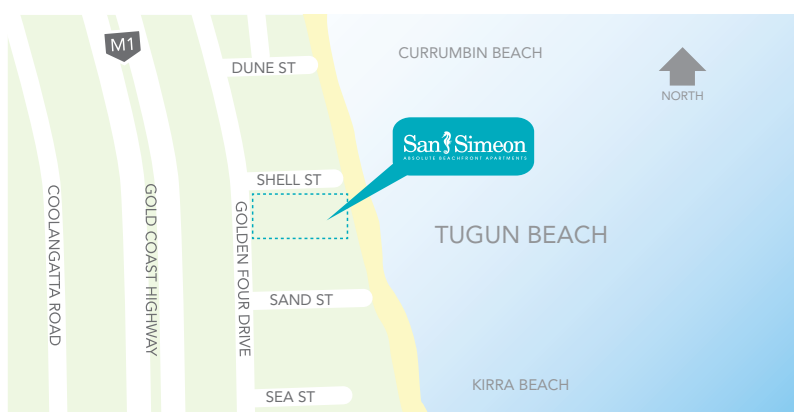 M1
CURRUMBIN BEACH
DUNE ST
NORTH
San Simeon
ABSOLUTE BEACHFRONT APARTMENTS
SHELL ST
COOLANGATTA ROAD
GOLD COAST HIGHWAY
GOLDEN FOUR DRIVE
TUGUN BEACH
SAND ST
KIRRA BEACH
SEA ST